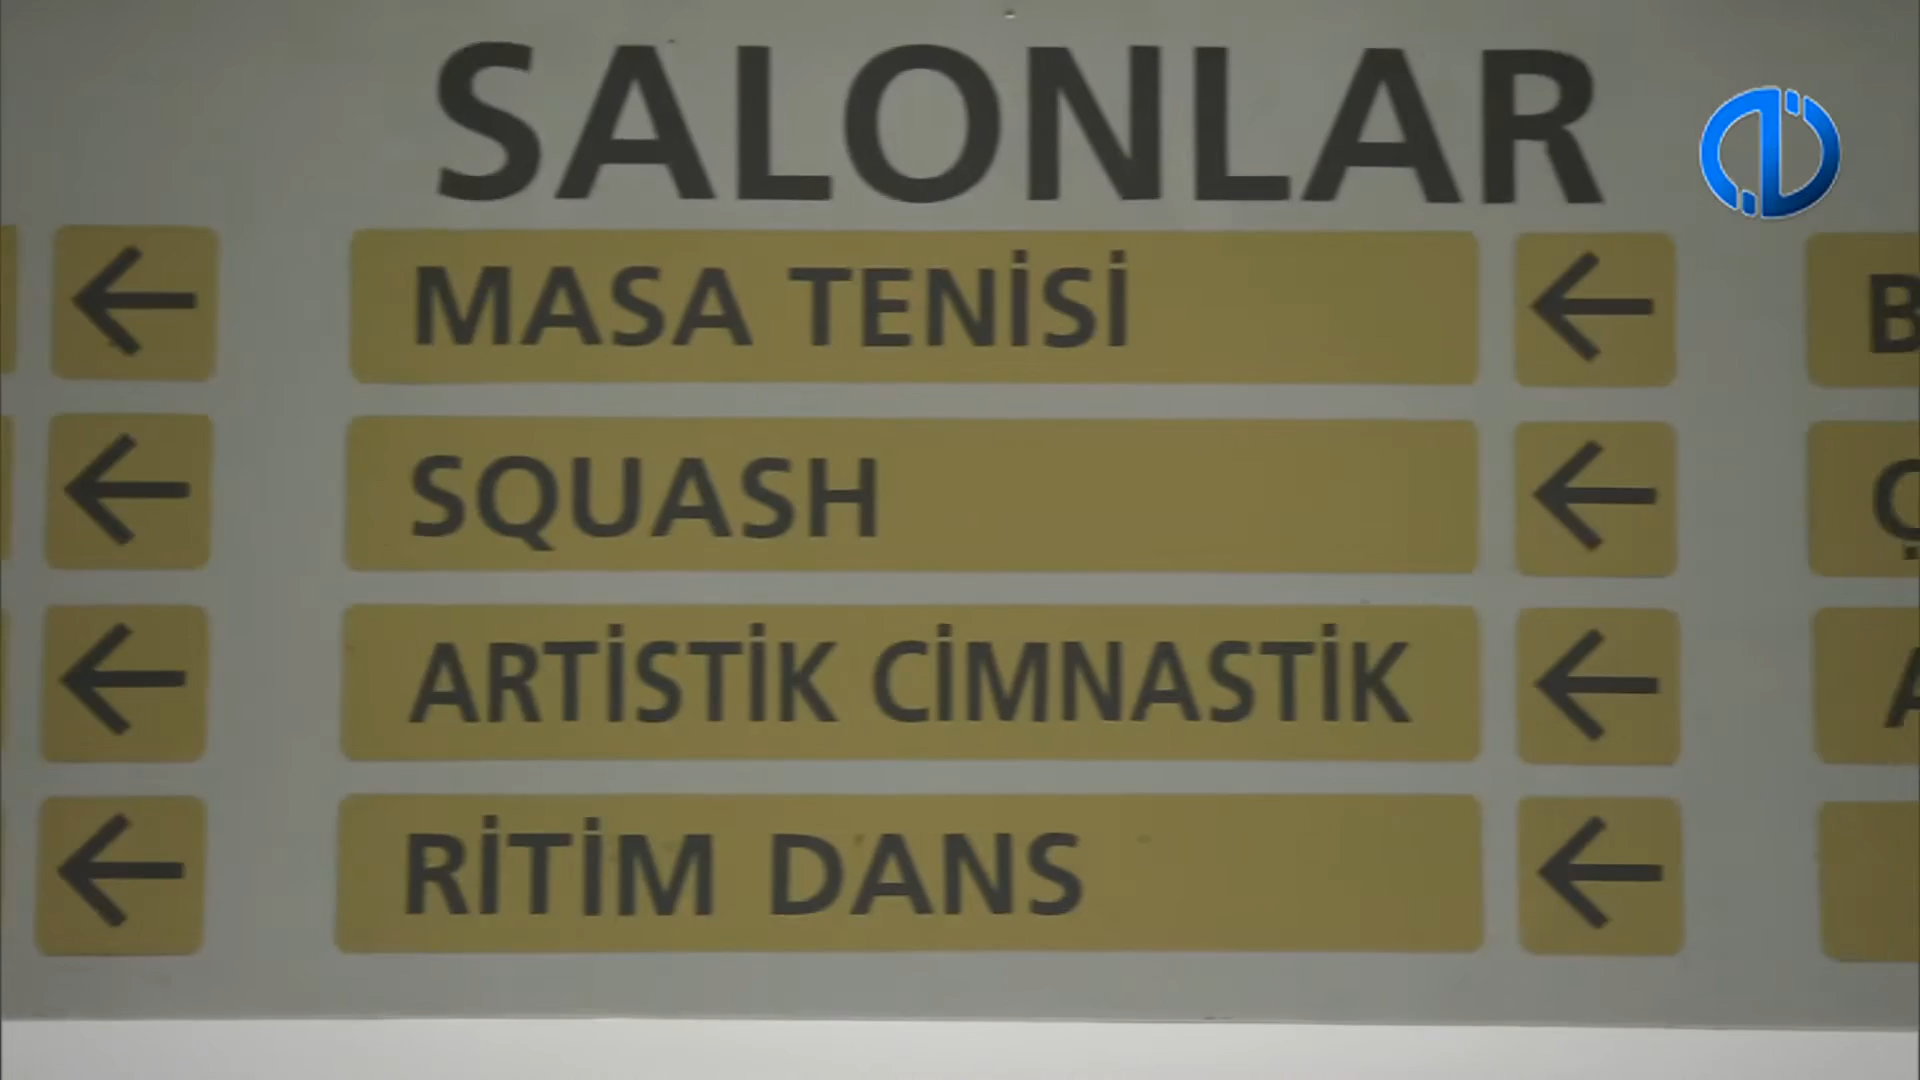 SALONLAR
MASA TENİSİ
SQUASH
ARTİSTİK CİMNASTİK
RİTİM DANS